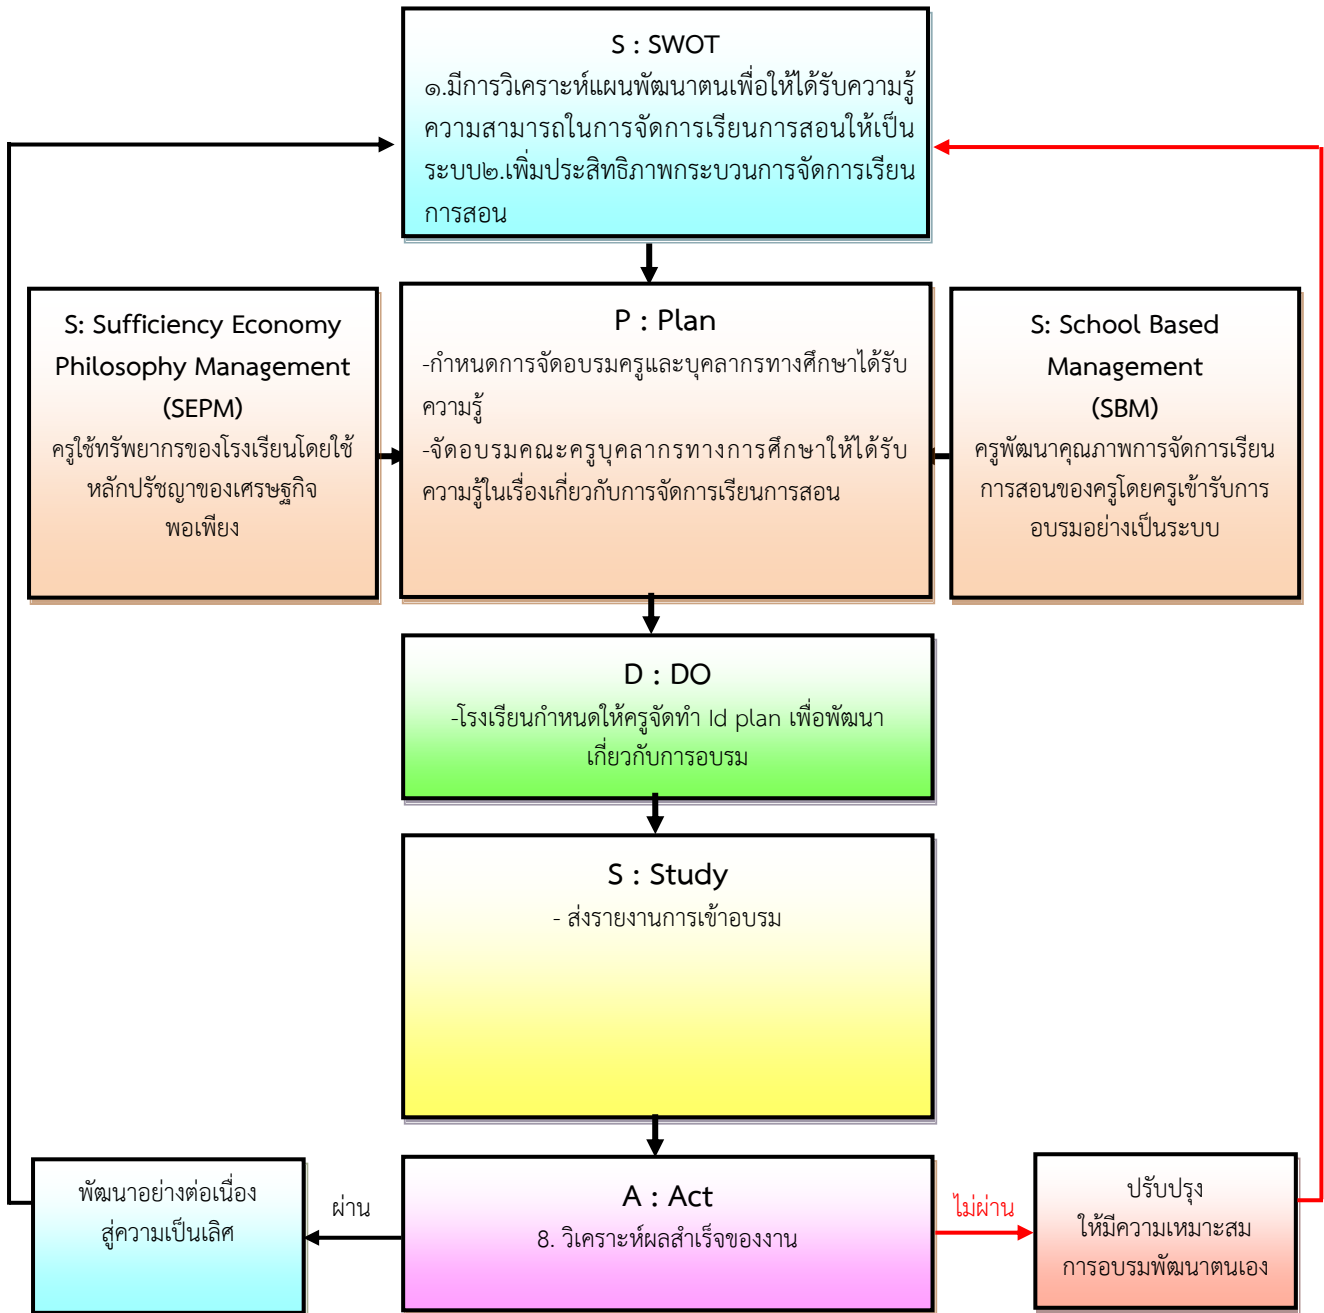 S : SWOT
๑.มีการวิเคราะห์แผนพัฒนาตนเพื่อให้ได้รับความรู้
ความสามารถในการจัดการเรียนการสอนให้เป็น
ระบบ๒.เพิ่มประสิทธิภาพกระบวนการจัดการเรียน
การสอน
S: Sufficiency Economy
Philosophy Management
(SEPM)
ครูใช้ทรัพยากรของโรงเรียนโดยใช้
หลักปรัชญาของเศรษฐกิจ
พอเพียง
P : Plan
-กำหนดการจัดอบรมครูและบุคลากรทางศึกษาได้รับ
ความรู้
-จัดอบรมคณะครูบุคลากรทางการศึกษาให้ได้รับ
ความรู้ในเรื่องเกี่ยวกับการจัดการเรียนการสอน
S: School Based
Management
(SBM)
ครูพัฒนาคุณภาพการจัดการเรียน
การสอนของครูโดยครูเข้ารับการ
อบรมอย่างเป็นระบบ
D : DO
-โรงเรียนกำหนดให้ครูจัดทำ Id plan เพื่อพัฒนา
เกี่ยวกับการอบรม
S : Study
- ส่งรายงานการเข้าอบรม
พัฒนาอย่างต่อเนื่อง
สู่ความเป็นเลิศ
ผ่าน
A : Act
8. วิเคราะห์ผลสำเร็จของงาน
ไม่ผ่าน
ปรับปรุง
ให้มีความเหมาะสม
การอบรมพัฒนาตนเอง